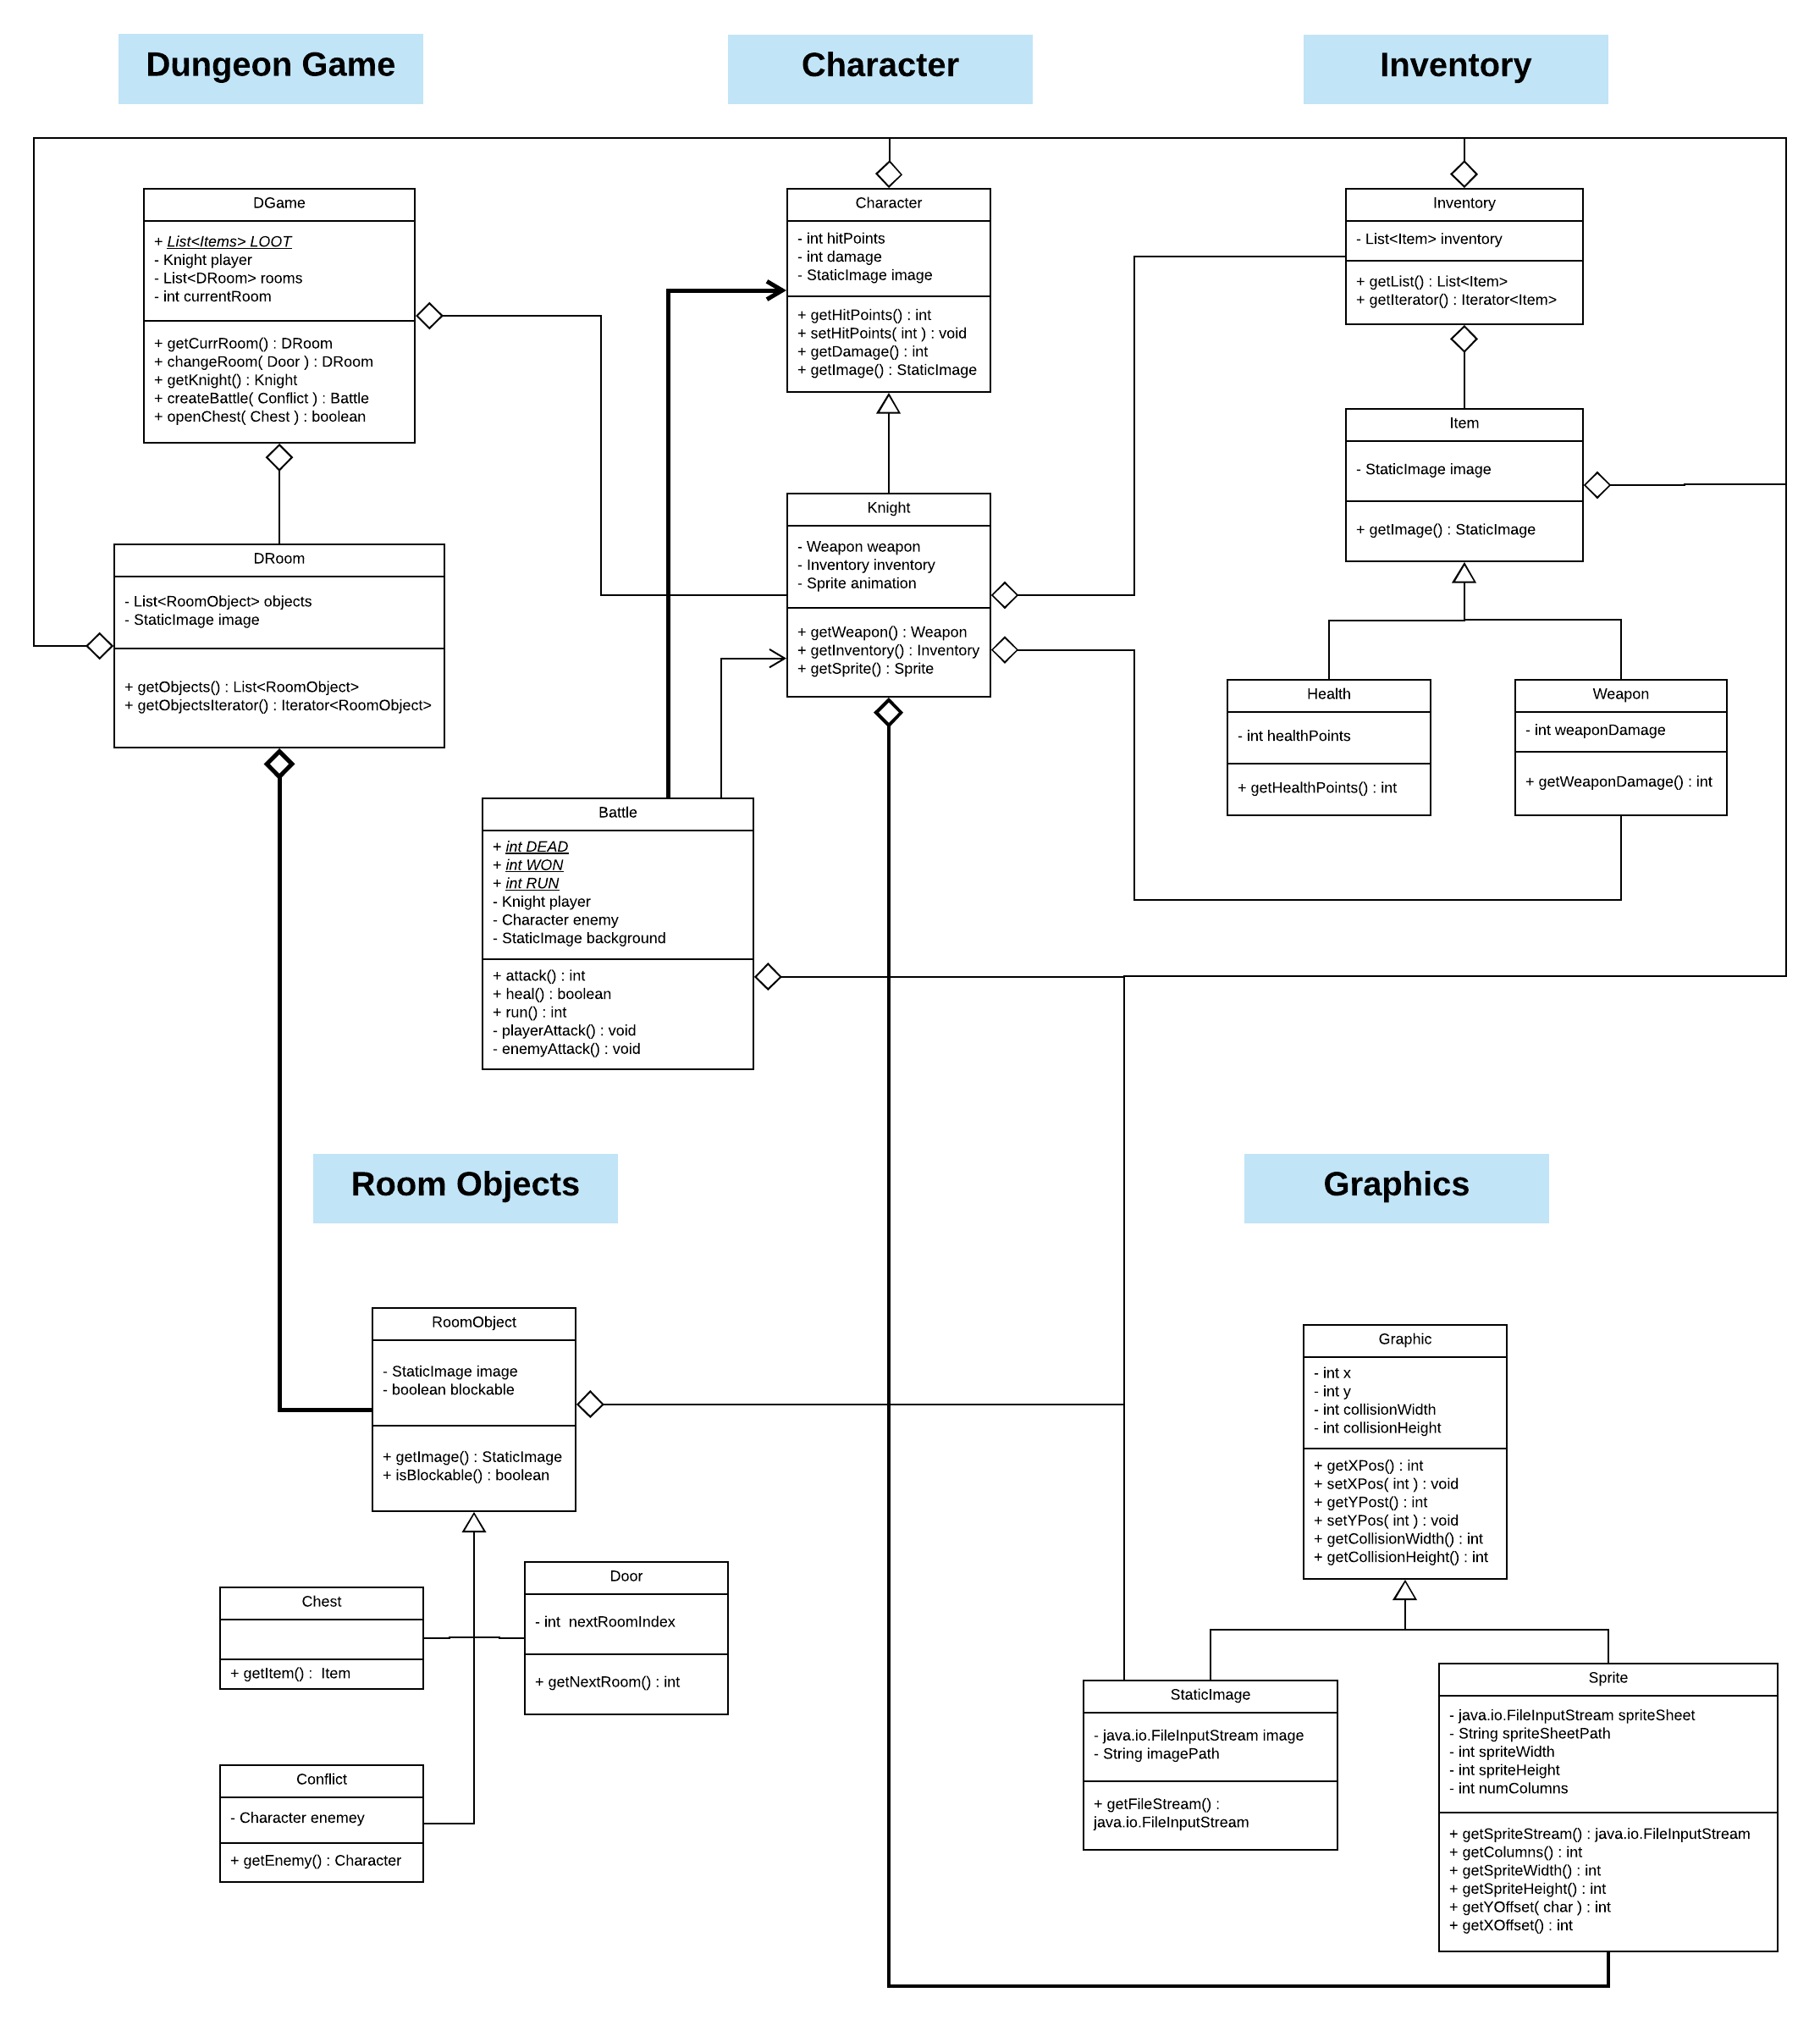 Dungeon Game
Character
Inventory
DGame
+ List<Items> LOOT
- Knight player
- List<DRoom> rooms
- int currentRoom
+ getCurrRoom() : DRoom
+ changeRoom( Door ) : DRoom
+ getKnight() : Knight
+ createBattle( Conflict ) : Battle
+ openChest( Chest ) : boolean
Character
- int hitPoints
- int damage
- StaticImage image
+ getHitPoints() : int
+ setHitPoints( int ) : void
+ getDamage() : int
+ getImage() : StaticImage
Inventory
- List<Item> inventory
+ getList() : List<Item>
+ getIterator() : Iterator<Item>
Item
- StaticImage image
+ getImage() : StaticImage
DRoom
- List<RoomObject> objects
- StaticImage image
+ getObjects() : List<RoomObject>
+ getObjectsIterator() : Iterator<RoomObject>
Knight
- Weapon weapon
- Inventory inventory
- Sprite animation
+ getWeapon() : Weapon
+ getInventory() : Inventory
+ getSprite() : Sprite
Health
- int healthPoints
+ getHealthPoints() : int
Weapon
- int weaponDamage
+ getWeaponDamage() : int
Battle
+ int DEAD
+ int WON
+ int RUN
- Knight player
- Character enemy
- StaticImage background
+ attack() : int
+ heal() : boolean
+ run() : int
- playerAttack() : void
- enemyAttack() : void
Room Objects
Graphics
RoomObject
- StaticImage image
- boolean blockable
+ getImage() : StaticImage
+ isBlockable() : boolean
Graphic
- int x
- int y
- int collisionWidth
- int collisionHeight
+ getXPos() : int
+ setXPos( int ) : void
+ getYPost() : int
+ setYPos( int ) : void
+ getCollisionWidth() : int
+ getCollisionHeight() : int
Chest
+ getItem() :  Item
Door
- int  nextRoomIndex
+ getNextRoom() : int
Conflict
- Character enemey
+ getEnemy() : Character
StaticImage
- java.io.FileInputStream image
- String imagePath
+ getFileStream() :
java.io.FileInputStream
Sprite
- java.io.FileInputStream spriteSheet
- String spriteSheetPath
- int spriteWidth
- int spriteHeight
- int numColumns
+ getSpriteStream() : java.io.FileInputStream
+ getColumns() : int
+ getSpriteWidth() : int
+ getSpriteHeight() : int
+ getYOffset( char ) : int
+ getXOffset() : int